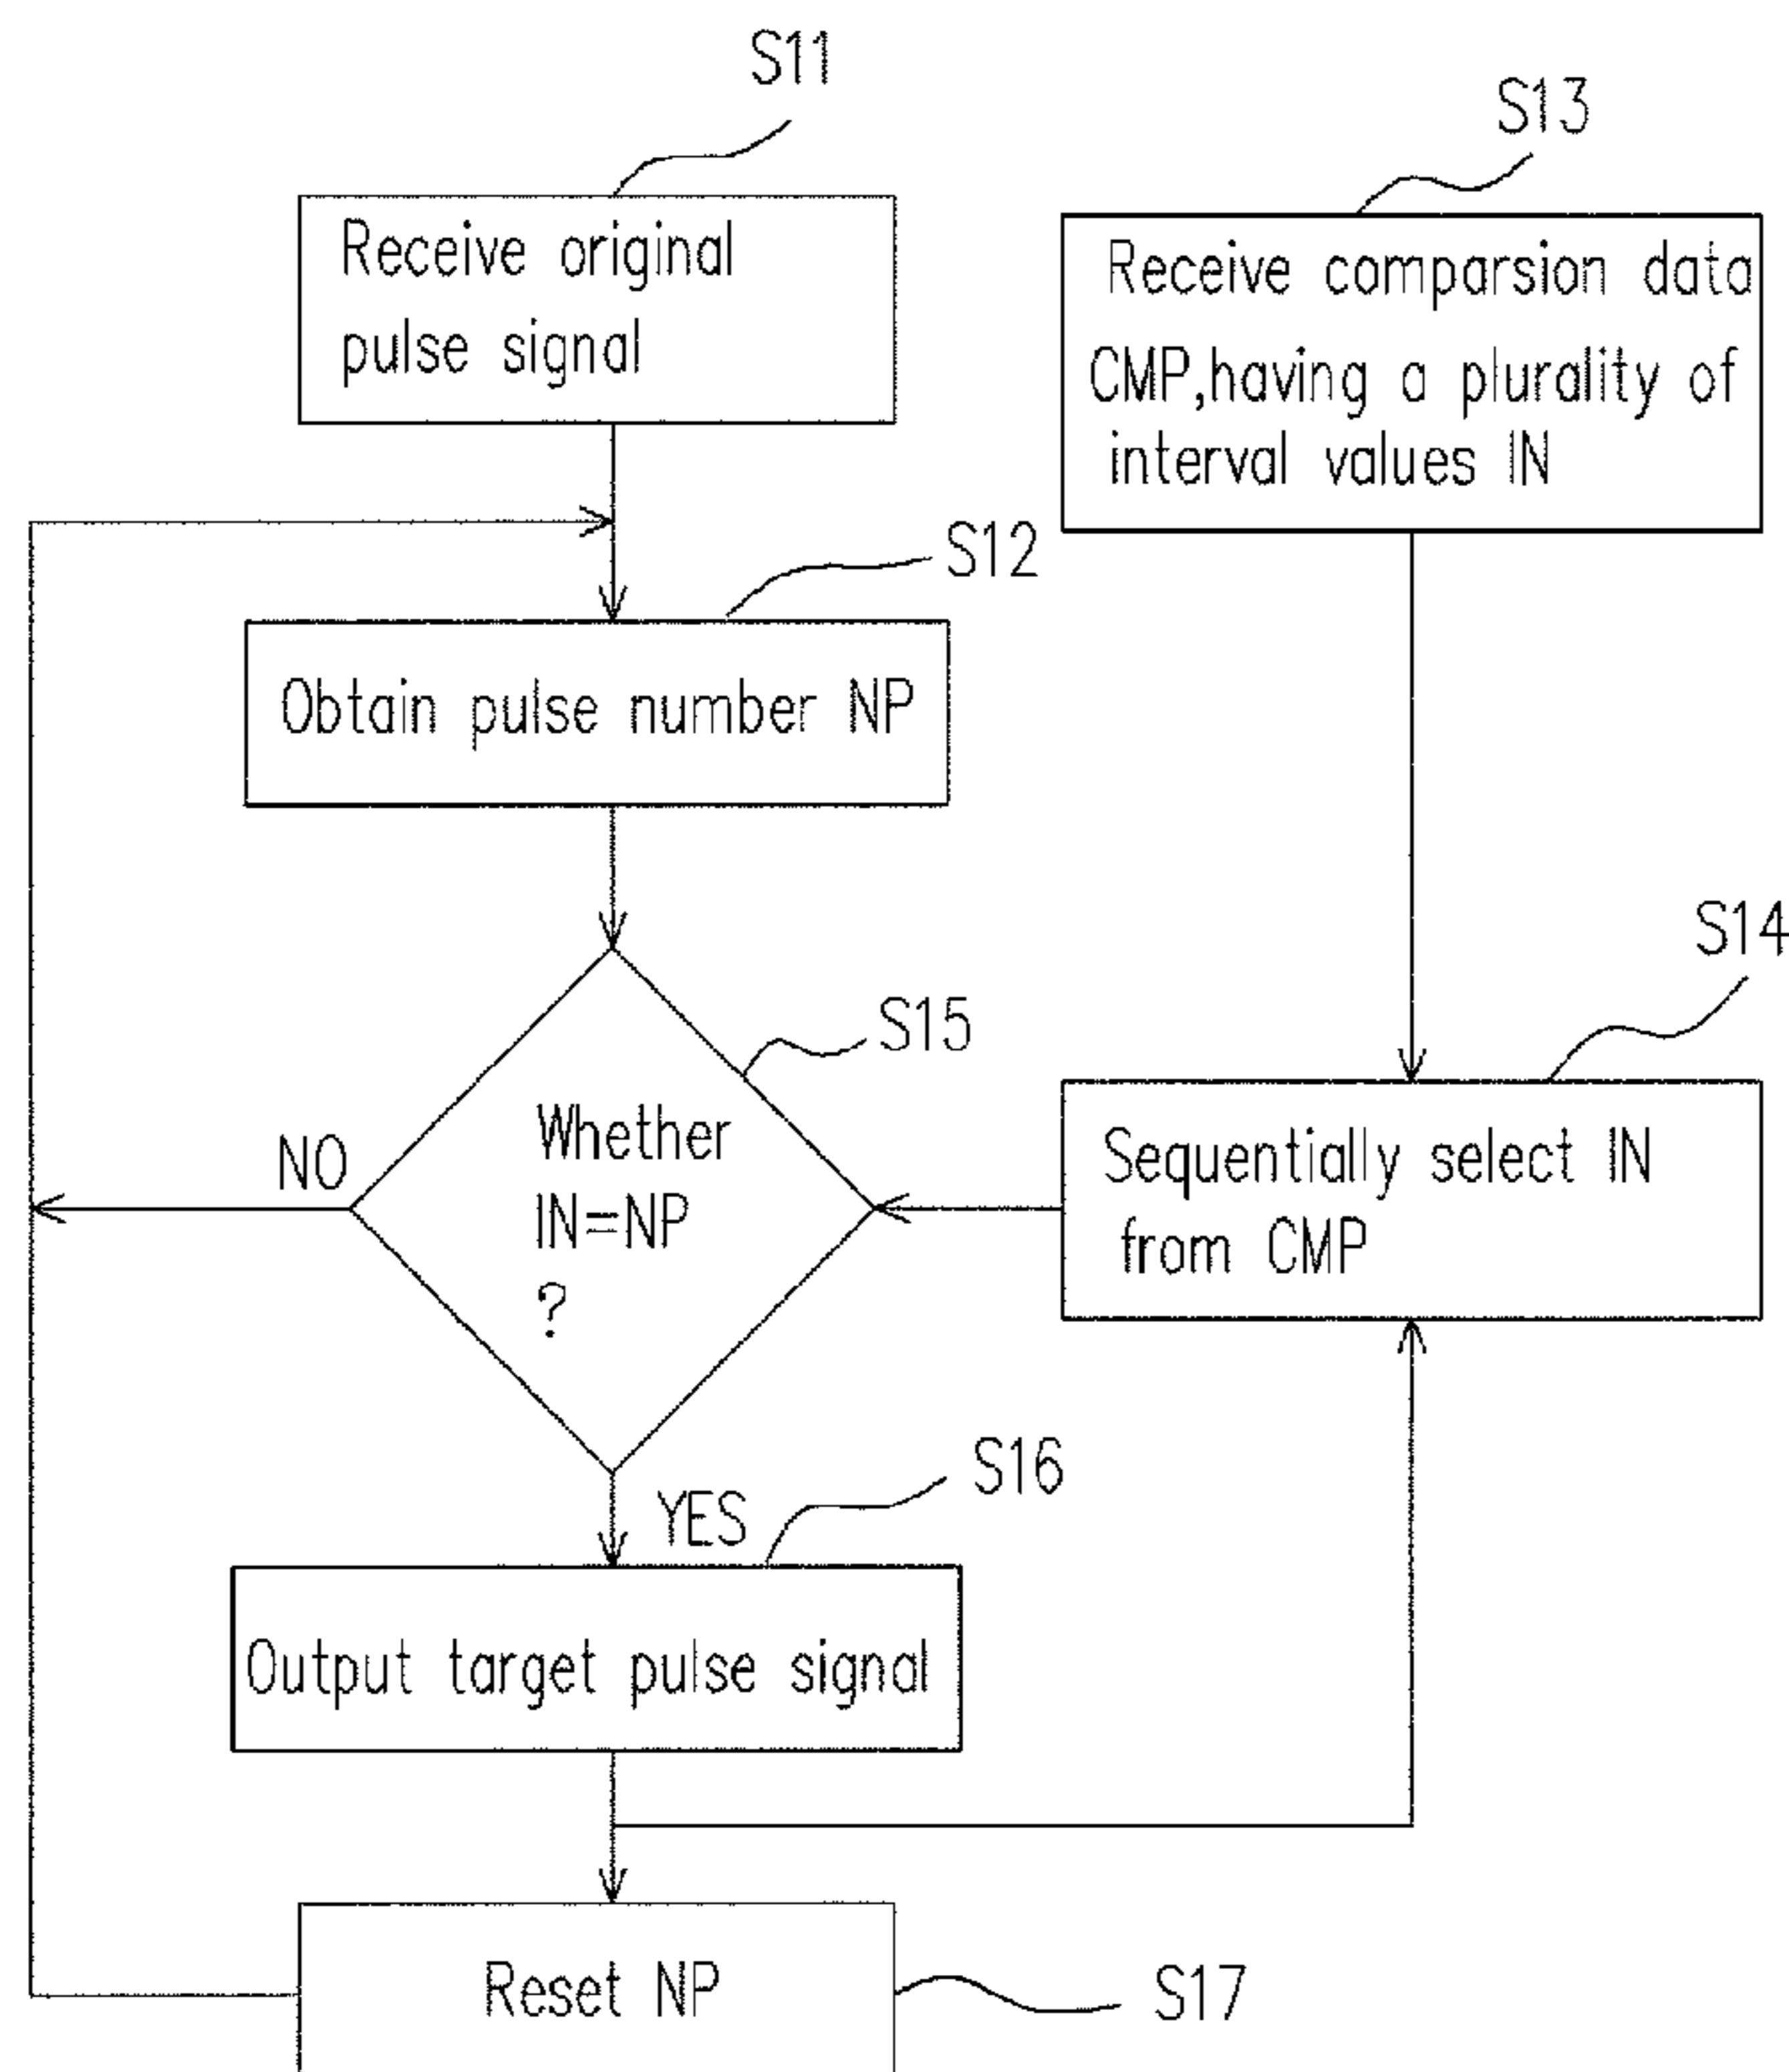 S11
Receive original
pulse signal
S13
Receive comparsion data
CMP,having a plurality of
interval values IN
S12
Obtain pulse number NP
S15
Whether
IN=NP
?
NO
S14
Sequentially select IN
from CMP
YES
S16
Output target pulse signal
Reset NP
S17